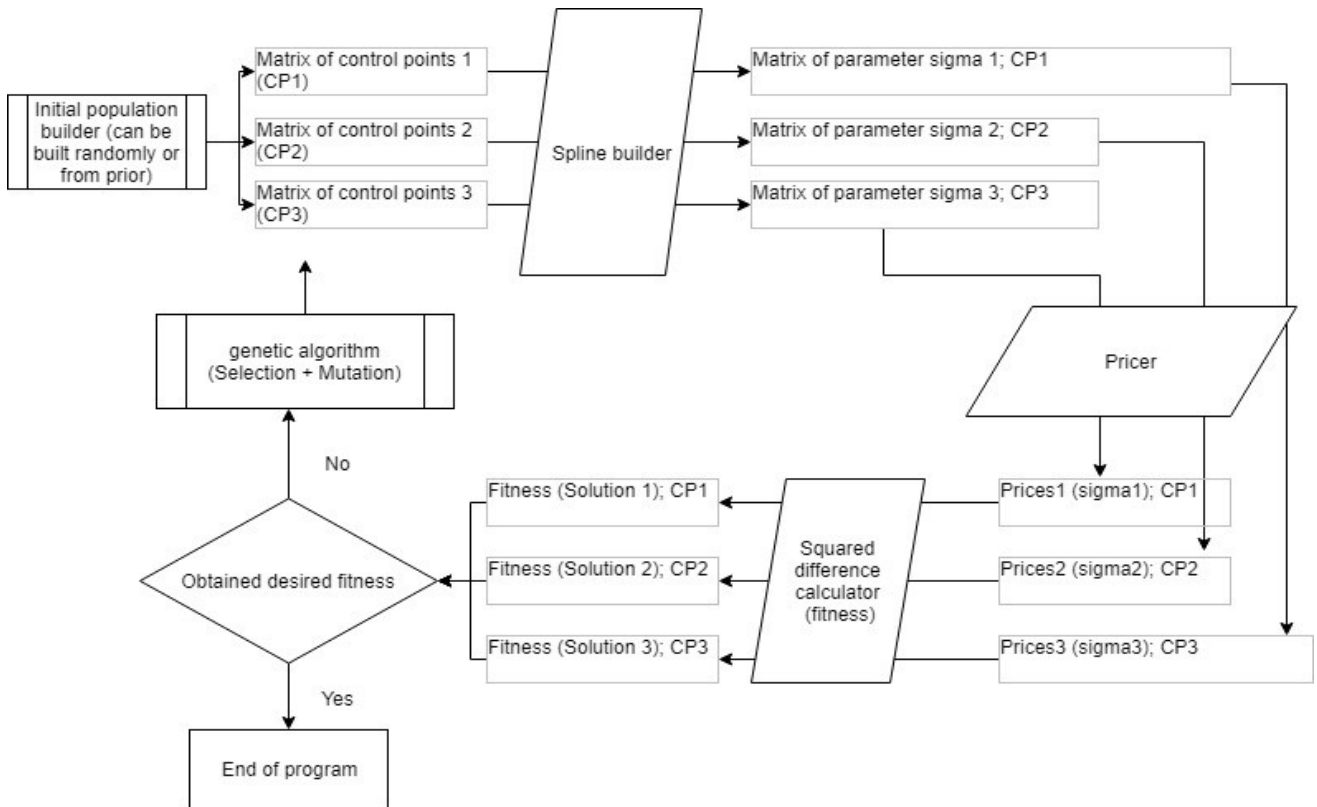 Matrix of control points 1
(CP1)
Matrix of parameter sigma 1; CP1
Initial population
builder (can be
built randomly or
from prior)
Matrix of control points 2
(CP2)
Spline builder
Matrix of parameter sigma 2; CP2
Matrix of control points 3
(CP3)
Matrix of parameter sigma 3; CP3
genetic algorithm
(Selection + Mutation)
Pricer
No
Fitness (Solution 1); CP1
Prices1 (sigma1); CP1
Obtained desired fitness
Fitness (Solution 2); CP2
Squared
difference
calculator
(fitness)
Prices2 (sigma2); CP2
Fitness (Solution 3); CP3
Prices3 (sigma3); CP3
Yes
End of program